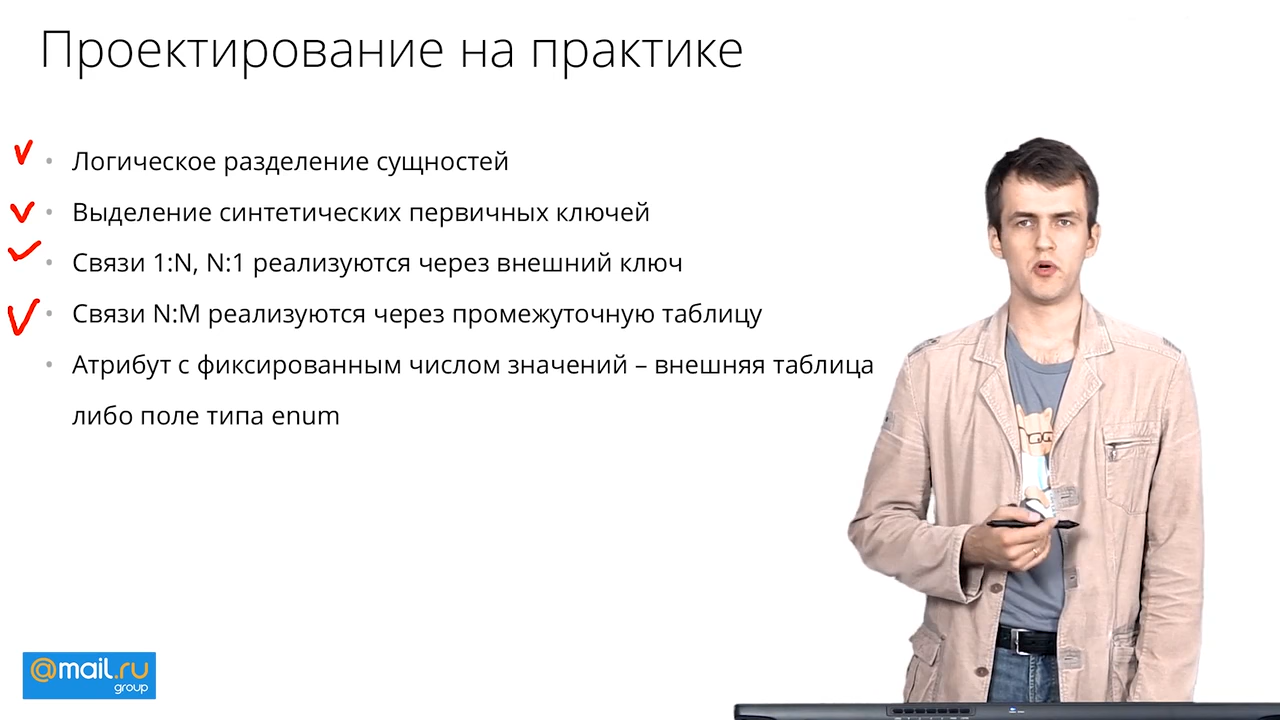 Проектирование на практике
Логическое разделение сущностей
Выделение синтетических первичных ключей
Связи 1:N, N:1 реализуются через внешний ключ
Связи N:M реализуются через промежуточную таблицу
Атрибут с фиксированным числом значений – внешняя таблица
либо поле типа enum
@mail.ru
group